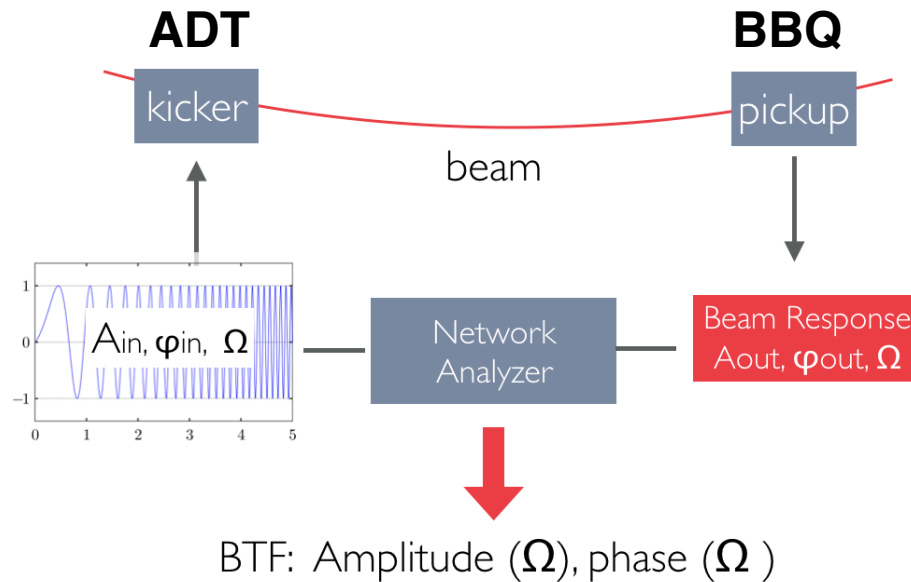 ADT
BBQ
kicker
pickup
beam
1
0
−1
Ain, φin, Ω
0 1 2 3 4 5
Network
Analyzer
Beam Response
Aout, φout, Ω
BTF: Amplitude (Ω), phase (Ω )